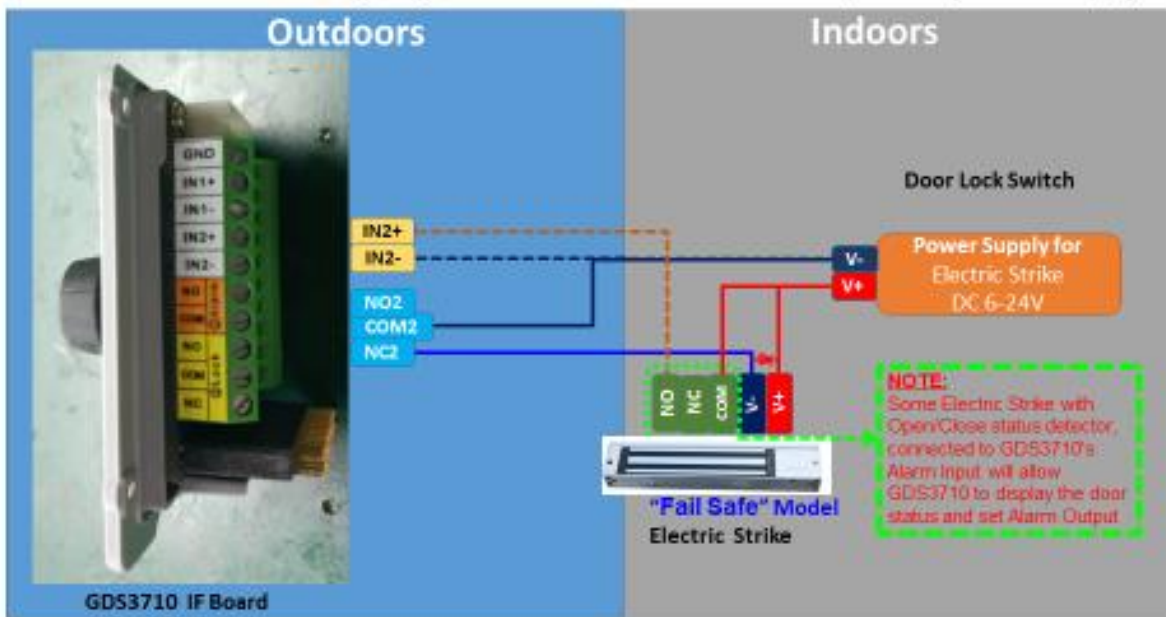 Outdoors
Indoors
GND
IN1+
IN1-
IN2+
IN2-
NO
COM
NO
COM
NC
IN2+
IN2-
NO2
COM2
NC2
Door Lock Switch
V-
V+
Power Supply for
Electric Strike
DC 6-24V
NO
NC
COM
V-
V+
NOTE:
Some Electric Strike with
Open/Close status detector,
connected to GDS3710's
Alarm Input will allow
GDS3710 to display the door
status and set Alarm Output
"Fail Safe" Model
Electric Strike
GDS3710 IF Board